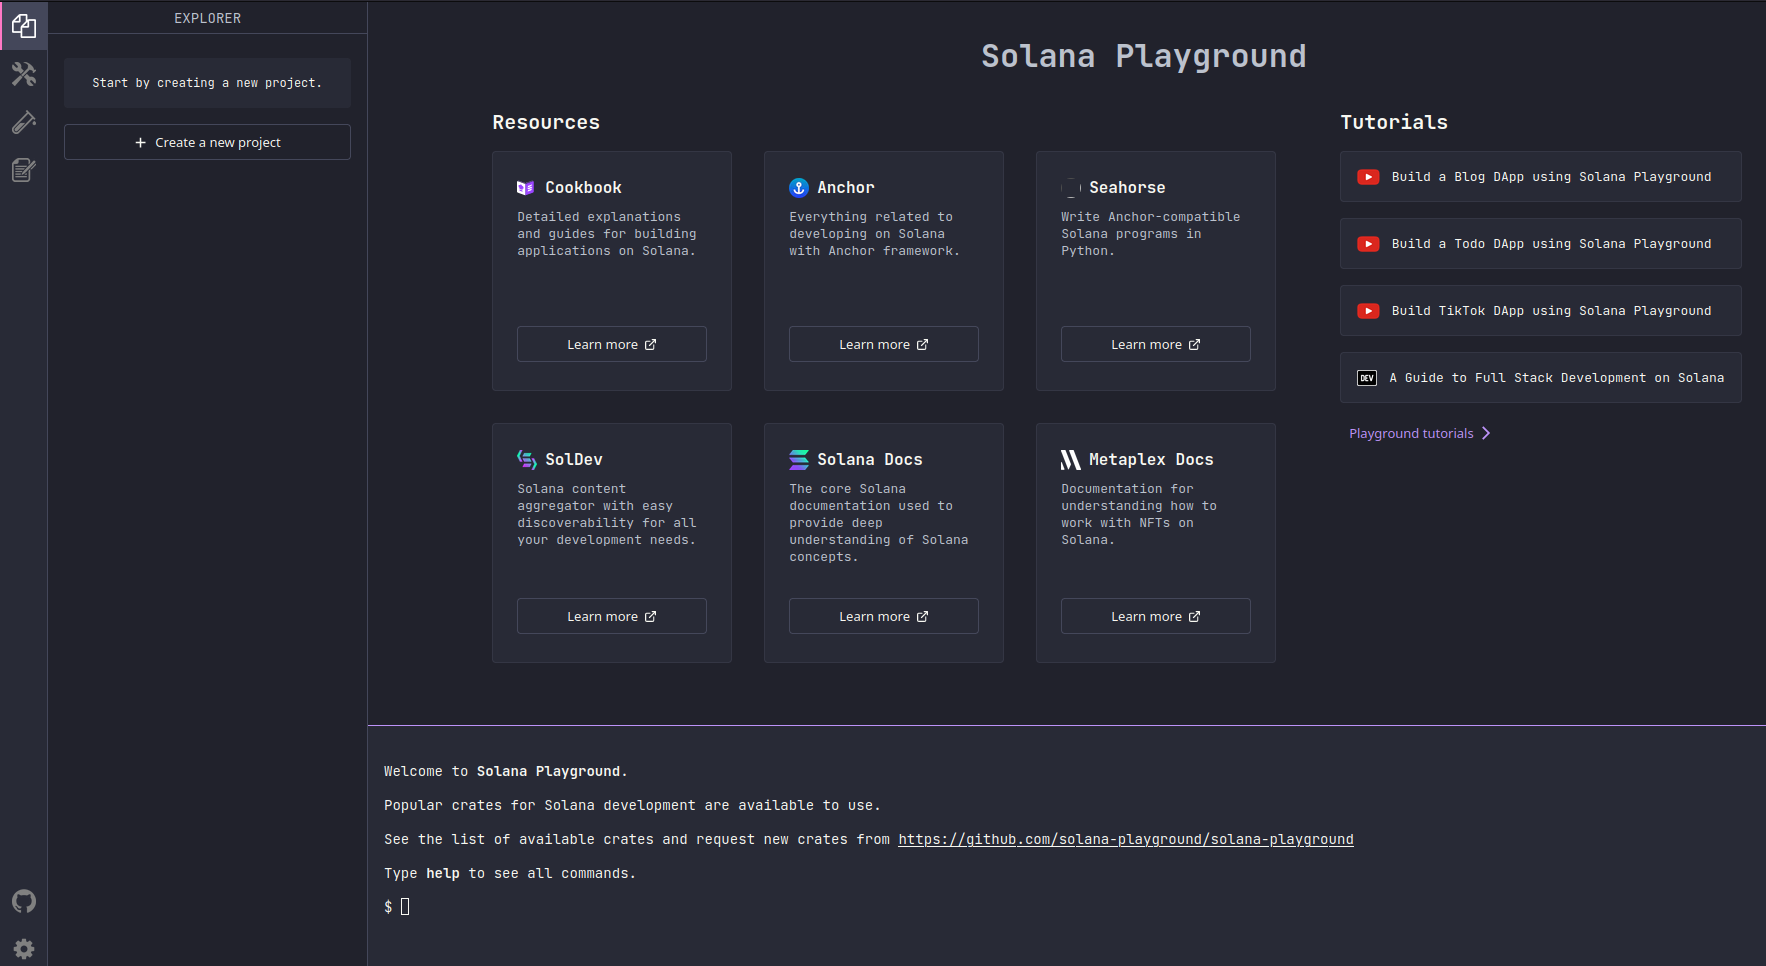 EXPLORER
Start by creating a new project.
Create a new project
Solana Playground
Resources
Cookbook
Detailed explanations
and guides for building
applications on Solana.
Learn more
Anchor
Everything related to
developing on Solana
with Anchor framework.
Learn more
Seahorse
Write Anchor-compatible
Solana programs in
Python.
Learn more
SolDev
Solana content
aggregator with easy
discoverability for all
your development needs.
Learn more
Solana Docs
The core Solana
documentation used to
provide deep
understanding of Solana
concepts.
Learn more
Metaplex Docs
Documentation for
understanding how to
work with NFTs on
Solana.
Learn more
Tutorials
Build a Blog DApp using Solana Playground
Build a Todo DApp using Solana Playground
Build TikTok DApp using Solana Playground
DEV A Guide to Full Stack Development on Solana
Playground tutorials
Welcome to Solana Playground.
Popular crates for Solana development are available to use.
See the list of available crates and request new crates from https://github.com/solana-playground/solana-playground
Type help to see all commands.
$